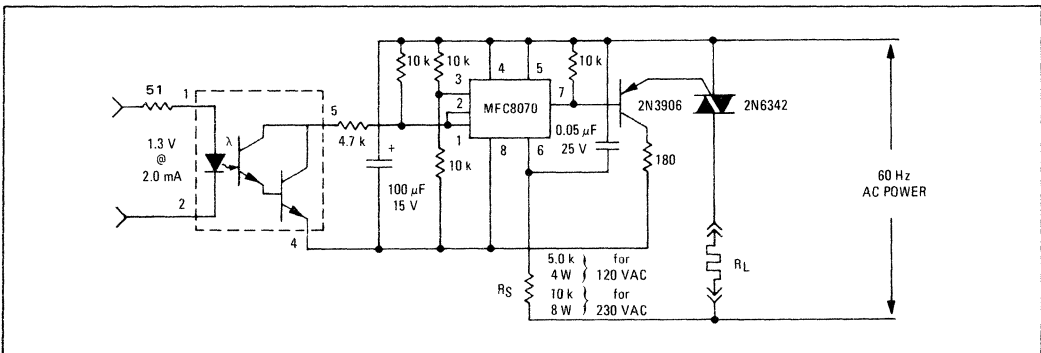 51
1
1.3 V
@
2.0 mA
2
λ
4
5
4.7 k
+
100 μF
15 V
10 k
10 k
10 k
3
2
1
4
5
MFC8070
8
6
7
10 k
0.05 μF
25 V
2N3906
180
2N6342
60 Hz
AC POWER
RS
5.0 k
4 W
for
120 VAC
10 k
8 W
for
230 VAC
RL